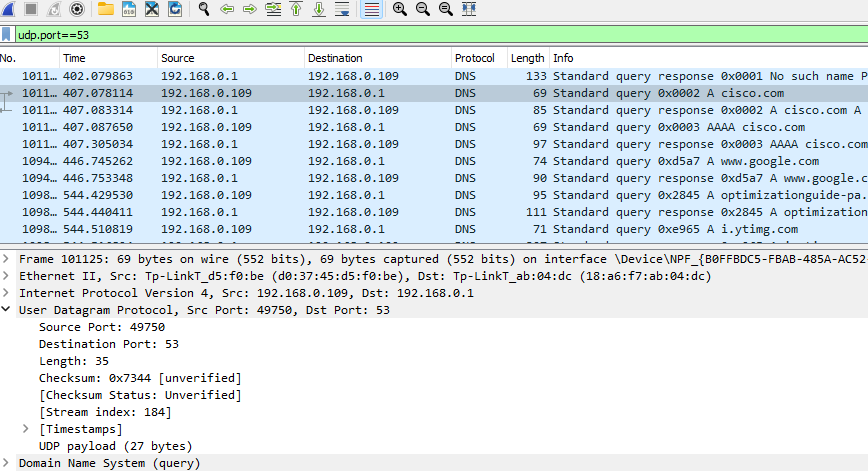 udp.port==53
No. Time Source Destination Protocol Length Info
1011… 402.079863 192.168.0.1 192.168.0.109 DNS 133 Standard query response 0x0001 No such name P
1011… 407.078114 192.168.0.109 192.168.0.1 DNS 69 Standard query 0x0002 A cisco.com
1011… 407.083314 192.168.0.1 192.168.0.109 DNS 85 Standard query response 0x0002 A cisco.com A
1011… 407.087650 192.168.0.109 192.168.0.1 DNS 69 Standard query 0x0003 AAAA cisco.com
1011… 407.305034 192.168.0.1 192.168.0.109 DNS 97 Standard query response 0x0003 AAAA cisco.com
1094… 446.745262 192.168.0.109 192.168.0.1 DNS 74 Standard query 0xd5a7 A www.google.com
1094… 446.753348 192.168.0.1 192.168.0.109 DNS 90 Standard query response 0xd5a7 A www.google.c
1098… 544.429530 192.168.0.109 192.168.0.1 DNS 95 Standard query 0x2845 A optimizationguide-pa.
1098… 544.440411 192.168.0.1 192.168.0.109 DNS 111 Standard query response 0x2845 A optimization
1098… 544.510819 192.168.0.109 192.168.0.1 DNS 71 Standard query 0xe965 A i.ytimg.com
Frame 101125: 69 bytes on wire (552 bits), 69 bytes captured (552 bits) on interface \Device\NPF_{B0FFBDC5-FBAB-485A-AC52
Ethernet II, Src: Tp-LinkT_d5:f0:be (d0:37:45:d5:f0:be), Dst: Tp-LinkT_ab:04:dc (18:a6:f7:ab:04:dc)
Internet Protocol Version 4, Src: 192.168.0.109, Dst: 192.168.0.1
User Datagram Protocol, Src Port: 49750, Dst Port: 53
Source Port: 49750
Destination Port: 53
Length: 35
Checksum: 0x7344 [unverified]
[Checksum Status: Unverified]
[Stream index: 184]
[Timestamps]
UDP payload (27 bytes)
Domain Name System (query)